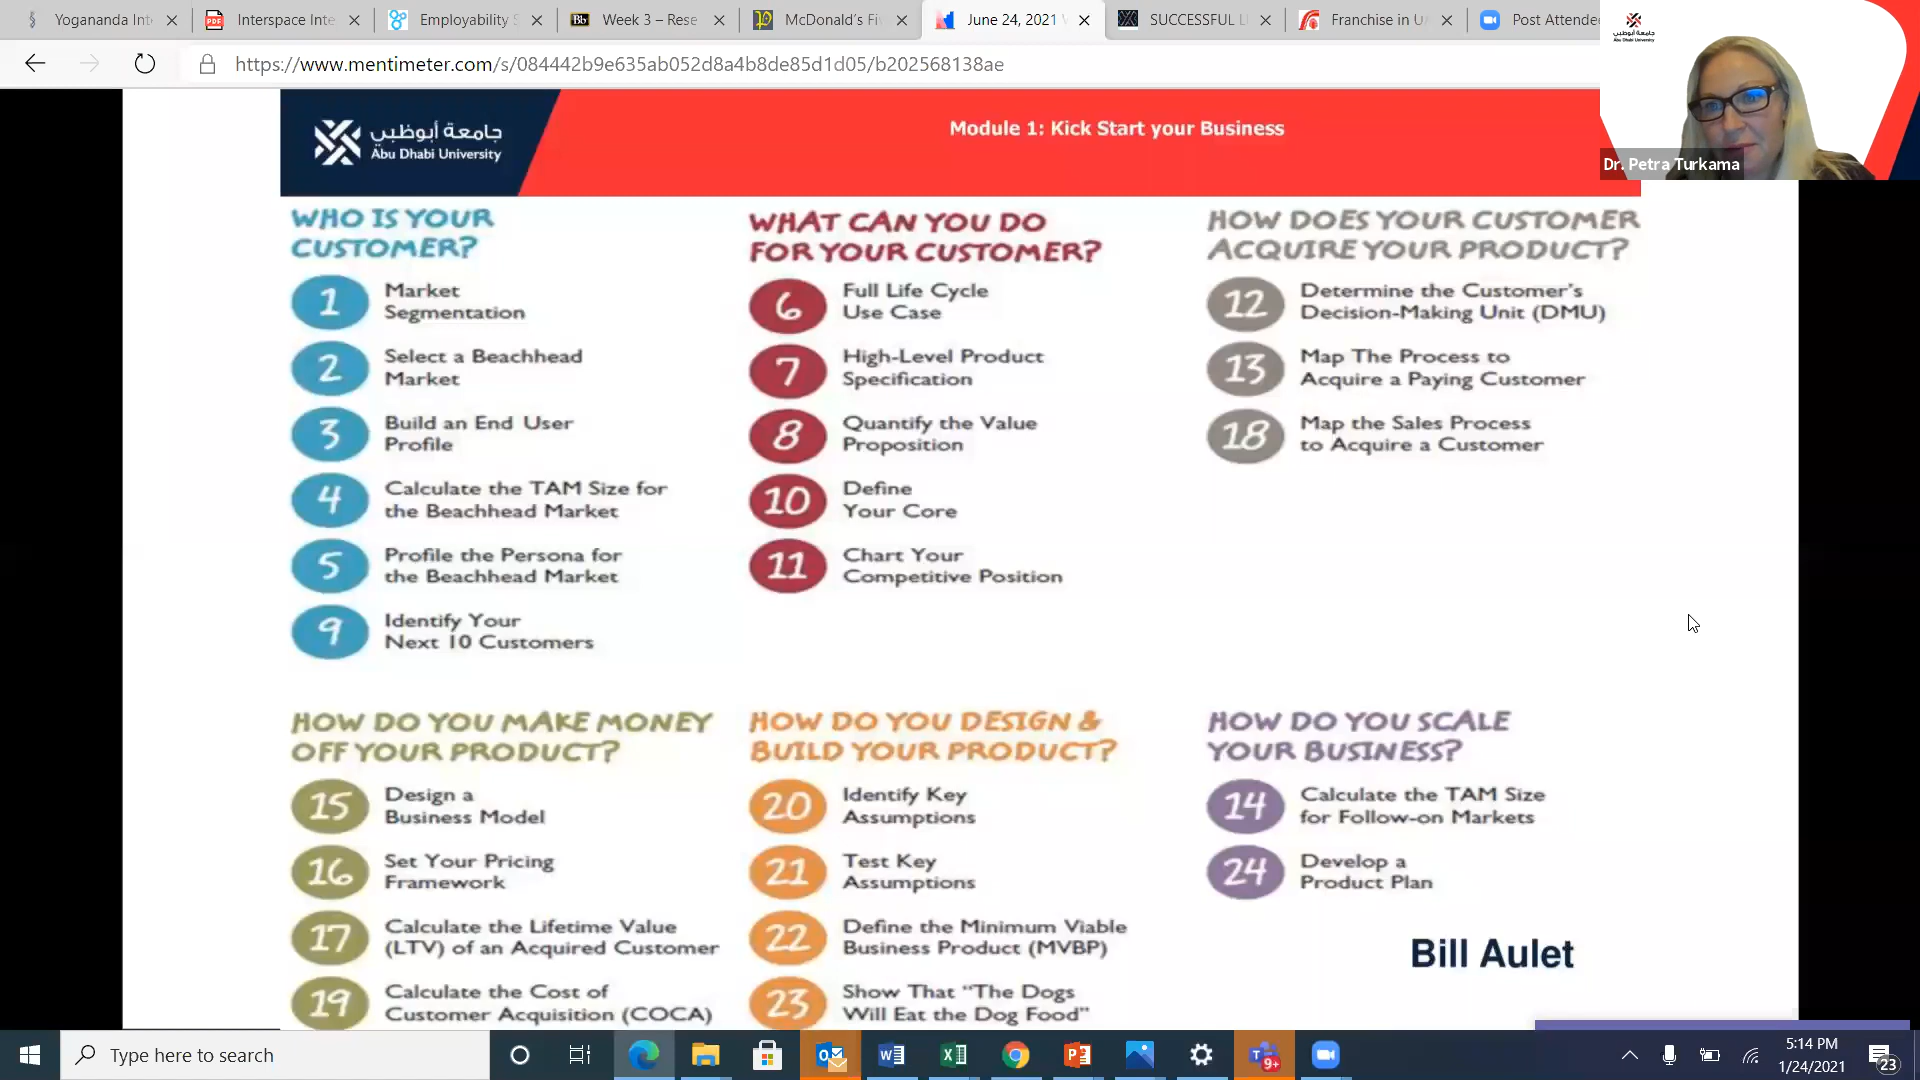 Yogananda Int
Interspace Inte
Employability S
Week 3 – Rese
McDonald's Fi
June 24, 2021
SUCCESSFUL L
Franchise in U
Post Attende
https://www.mentimeter.com/s/084442b9e635ab052d8a4b8de85d1d05/b202568138ae
جامعة أبوظبي
Abu Dhabi University
Dr. Petra Turkama
جامعة أبوظبي
Abu Dhabi University
Module 1: Kick Start your Business
WHO IS YOUR
CUSTOMER?
1 Market
Segmentation
2 Select a Beachhead
Market
3 Build an End User
Profile
4 Calculate the TAM Size for
the Beachhead Market
5 Profile the Persona for
the Beachhead Market
9 Identify Your
Next 10 Customers
WHAT CAN YOU DO
FOR YOUR CUSTOMER?
6 Full Life Cycle
Use Case
7 High-Level Product
Specification
8 Quantify the Value
Proposition
10 Define
Your Core
11 Chart Your
Competitive Position
HOW DOES YOUR CUSTOMER
ACQUIRE YOUR PRODUCT?
12 Determine the Customer's
Decision-Making Unit (DMU)
13 Map The Process to
Acquire a Paying Customer
18 Map the Sales Process
to Acquire a Customer
HOW DO YOU MAKE MONEY
OFF YOUR PRODUCT?
15 Design a
Business Model
16 Set Your Pricing
Framework
17 Calculate the Lifetime Value
(LTV) of an Acquired Customer
19 Calculate the Cost of
Customer Acquisition (COCA)
HOW DO YOU DESIGN &
BUILD YOUR PRODUCT?
20 Identify Key
Assumptions
21 Test Key
Assumptions
22 Define the Minimum Viable
Business Product (MVBP)
23 Show That "The Dogs
Will Eat the Dog Food"
HOW DO YOU SCALE
YOUR BUSINESS?
14 Calculate the TAM Size
for Follow-on Markets
24 Develop a
Product Plan
Bill Aulet
Type here to search
9+
5:14 PM
1/24/2021
23